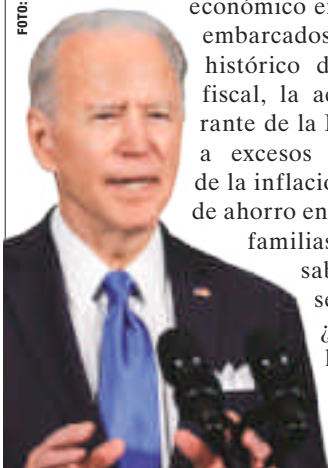 FOTO:
económico e
embarcados
histórico d
fiscal, la a
rante de la
a excesos
de la inflació
de ahorro en
familias
sab
se
¿